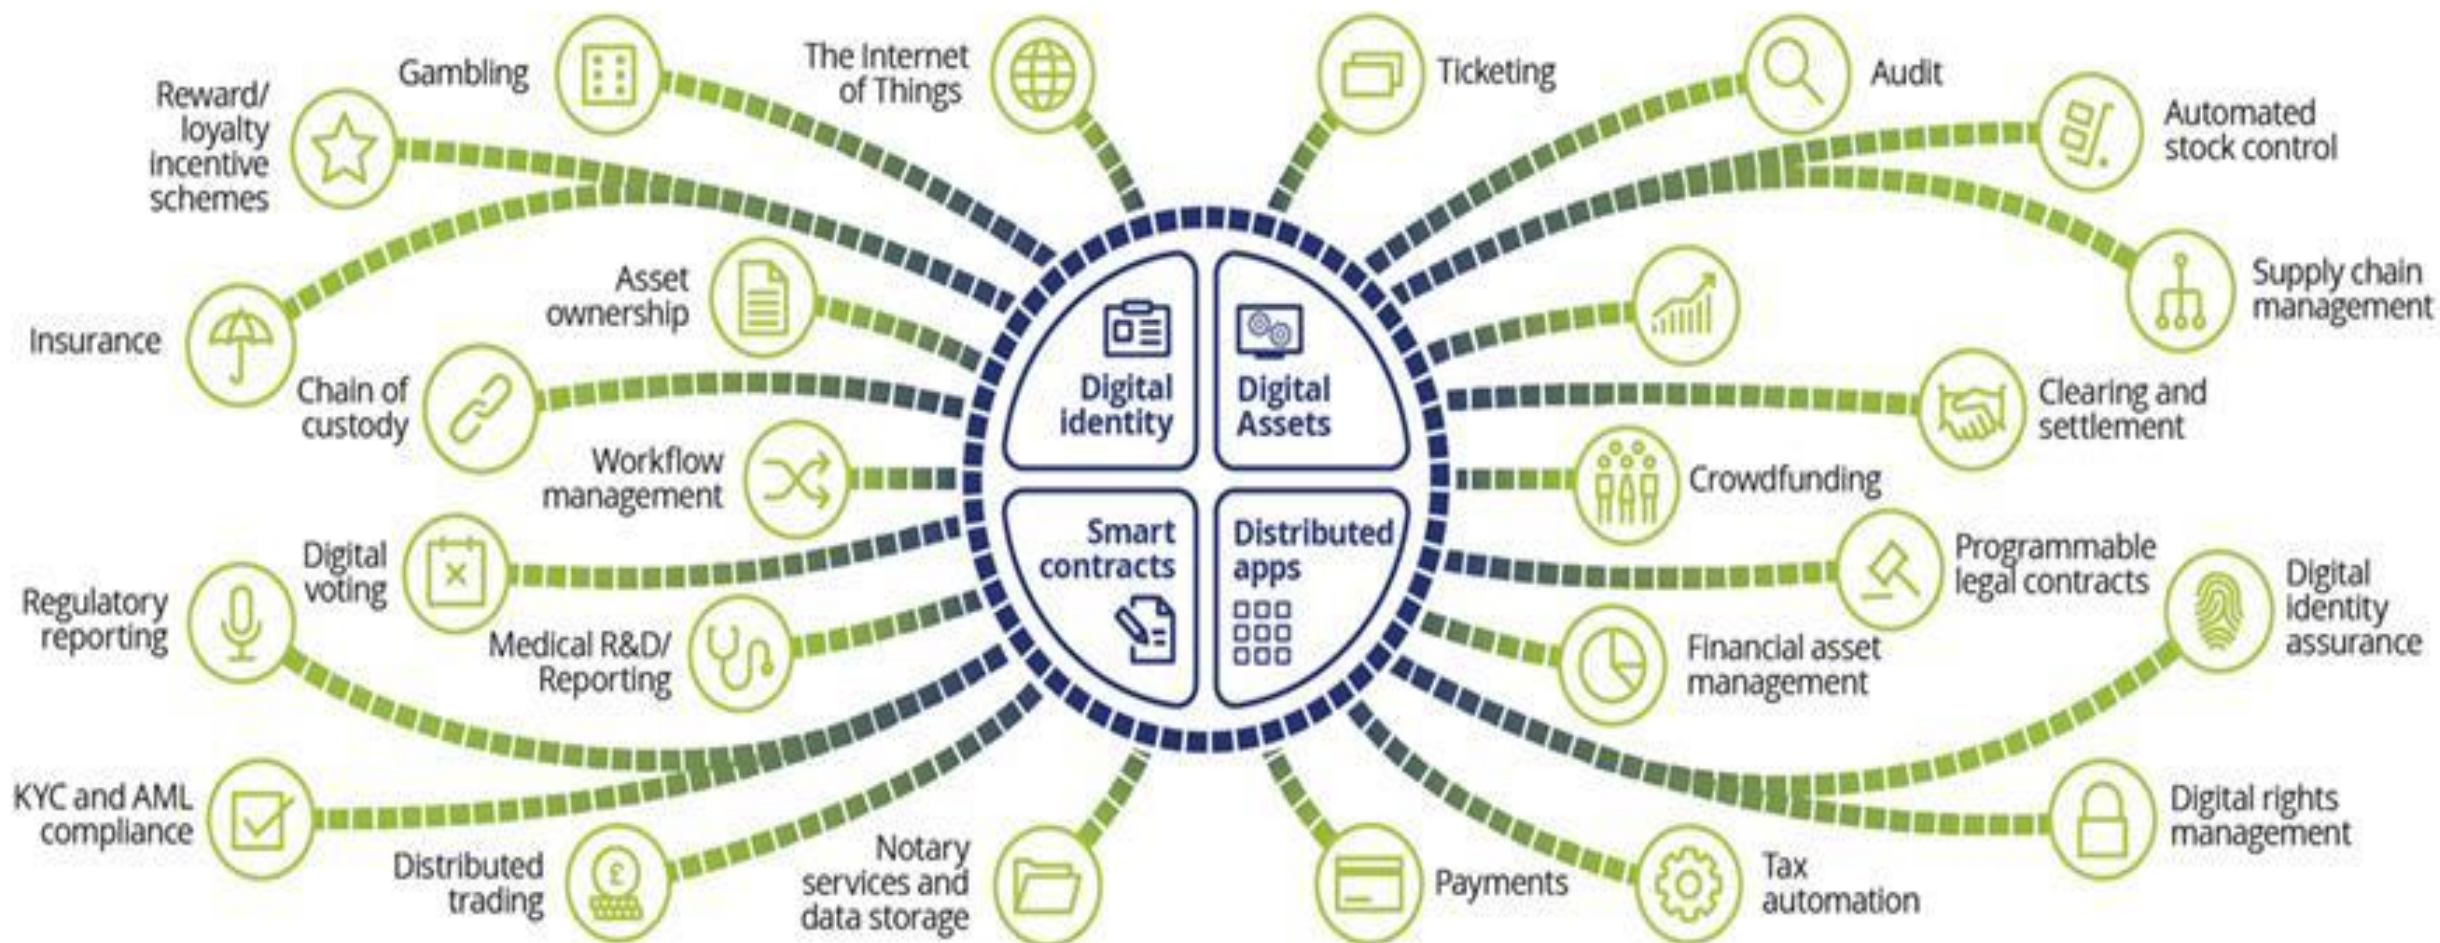 Gambling
The Internet
of Things
Ticketing
Audit
Reward/
loyalty
incentive
schemes
Automated
stock control
Asset
ownership
Supply chain
management
Insurance
Chain of
custody
Digital
identity
Digital
Assets
Clearing and
settlement
Workflow
management
Crowdfunding
Digital
voting
Smart
contracts
Distributed
apps
Programmable
legal contracts
Digital
identity
assurance
Regulatory
reporting
Medical R&D/
Reporting
Financial asset
management
KYC and AML
compliance
Digital rights
management
Distributed
trading
£
Notary
services and
data storage
Payments
Tax
automation